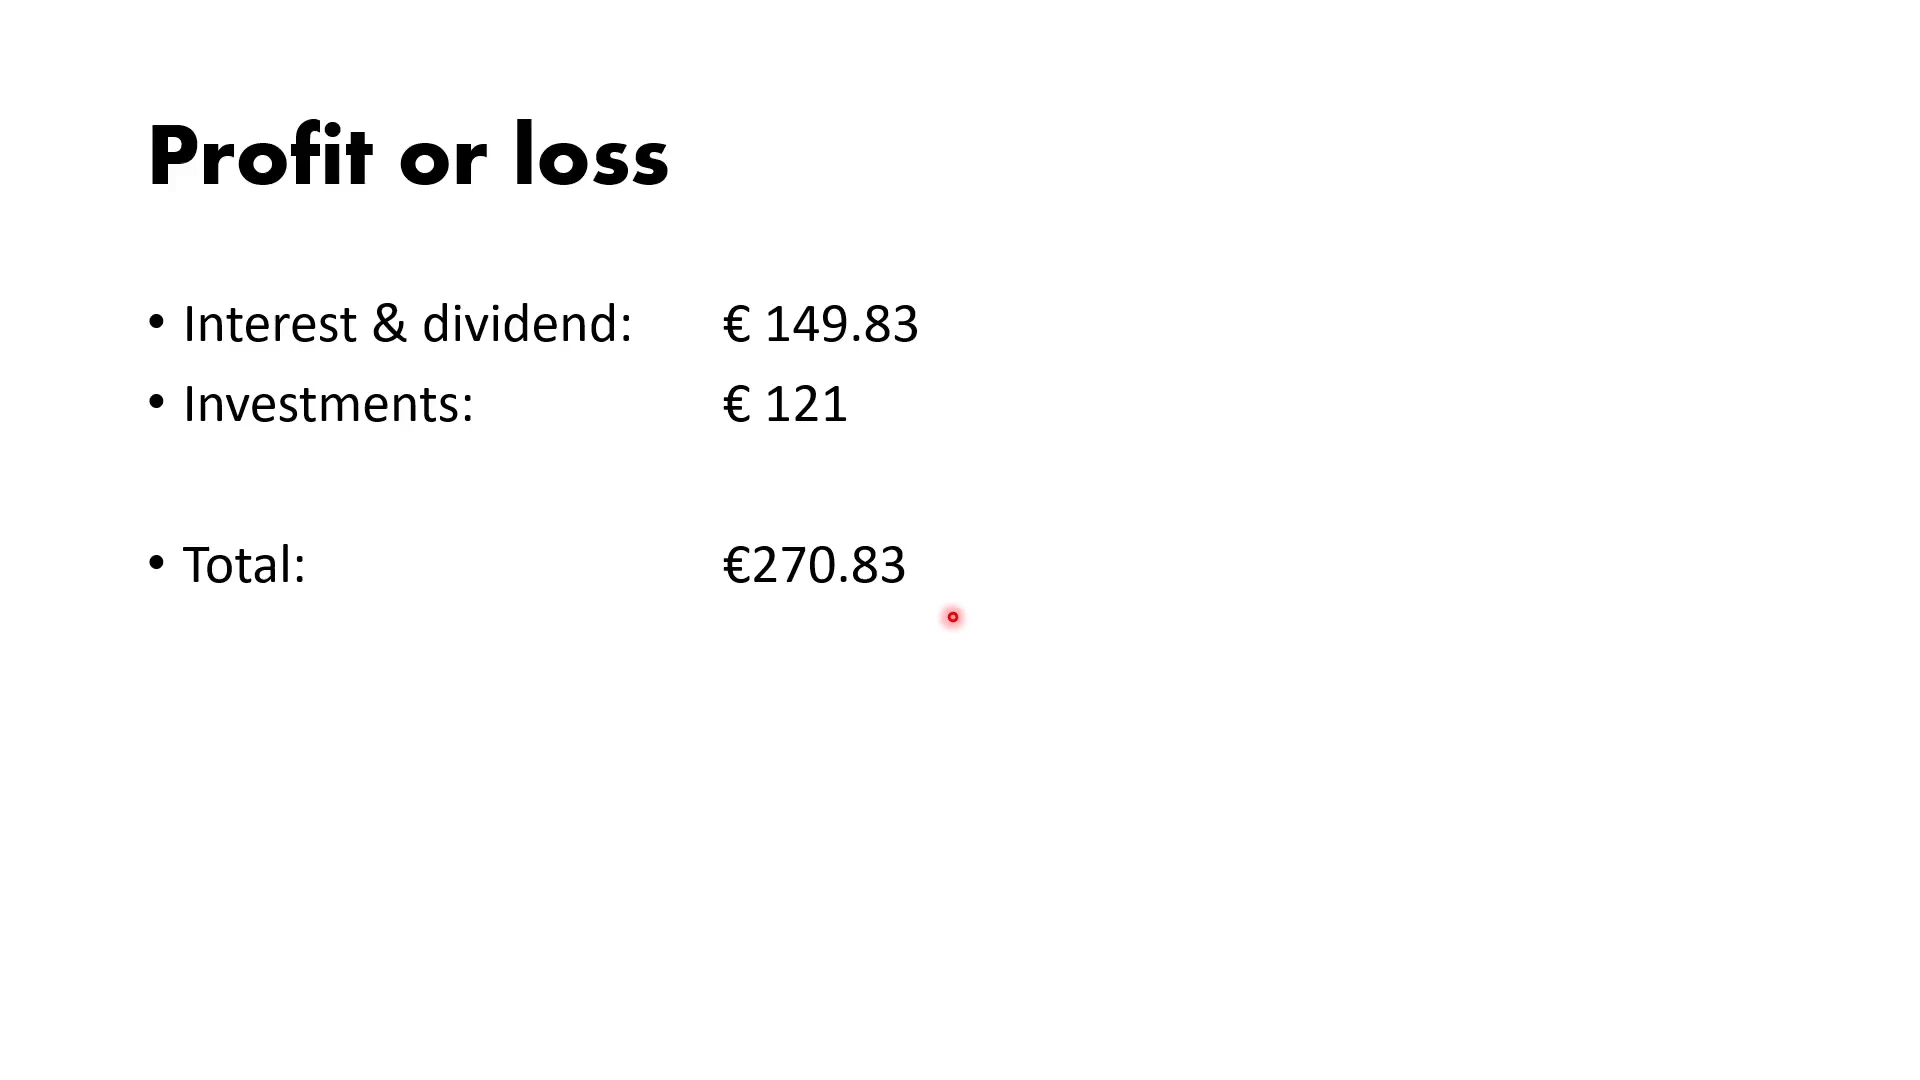 Profit or loss
• Interest & dividend: € 149.83
• Investments: € 121
• Total: €270.83